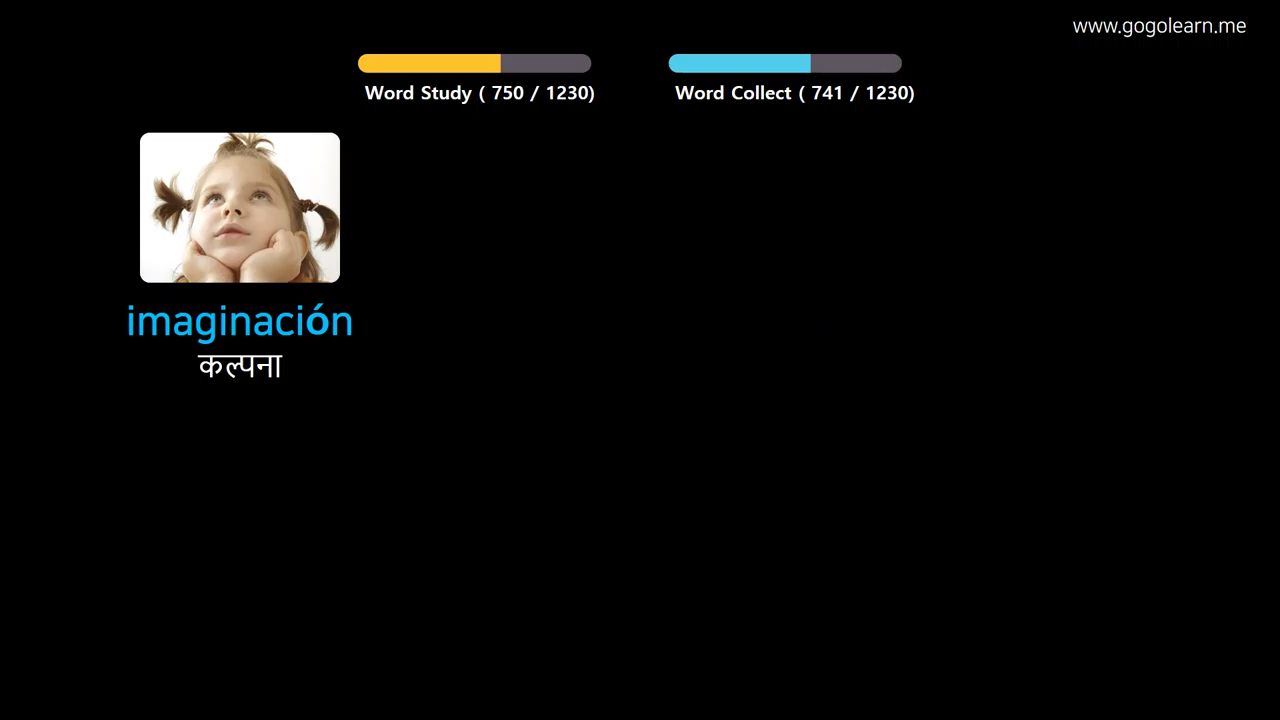 www.gogolearn.me
Word Study ( 750 / 1230)
Word Collect ( 741 / 1230)
imaginación
कल्पना